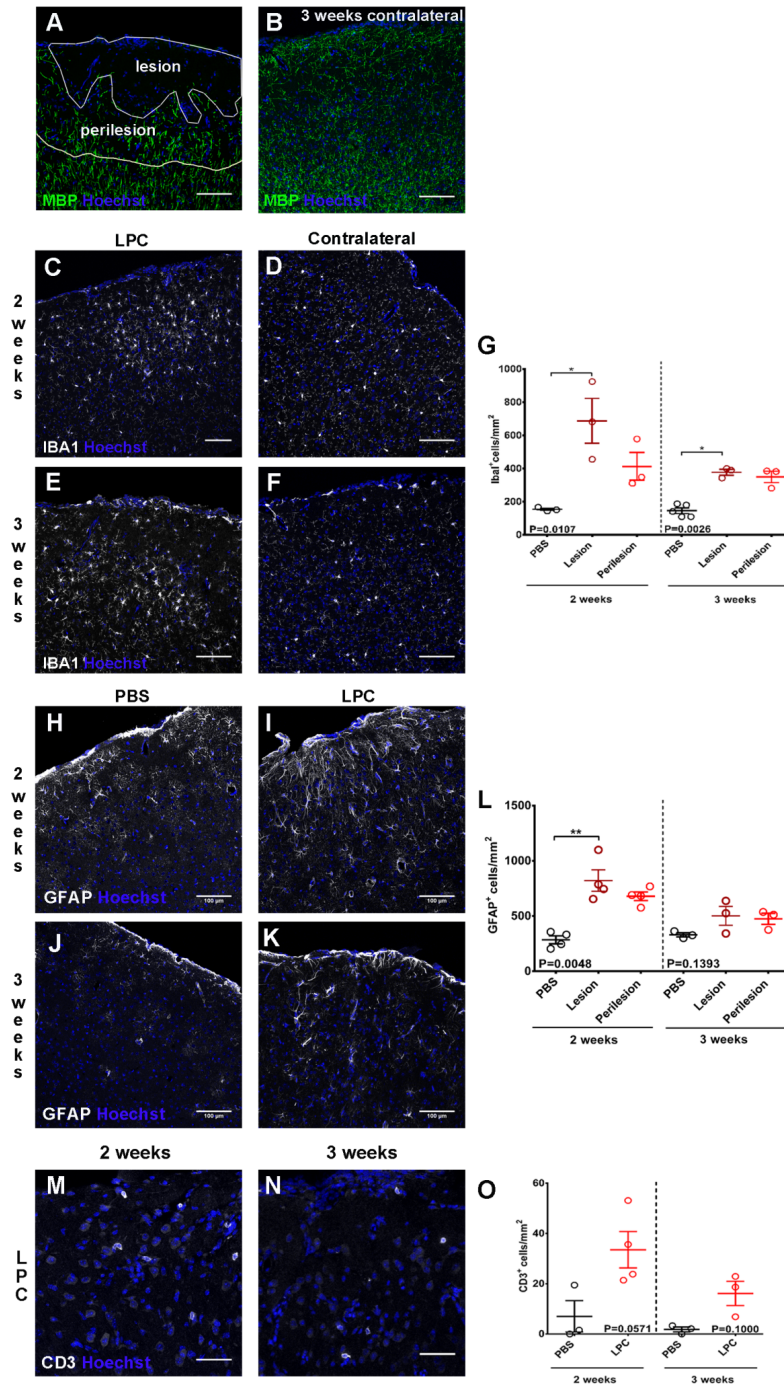 A
lesion
perilesion
MBP Hoechst
B
3 weeks contralateral
MBP Hoechst
LPC
Contralateral
2 weeks
C
IBA1 Hoechst
D
3 weeks
E
IBA1 Hoechst
F
G
Ibal+cells/mm²
1000
800
600
400
200
0
*
*
P=0.0107
P=0.0026
PBS
Lesion
Perilesion
PBS
Lesion
Perilesion
2 weeks
3 weeks
PBS
LPC
2 weeks
H
GFAP Hoechst
100 µm
I
100 µm
3 weeks
J
GFAP Hoechst
100 µm
K
100 µm
L
GFAP+ cells/mm²
1500
1000
500
0
**
P=0.0048
P=0.1393
PBS
Lesion
Perilesion
PBS
Lesion
Perilesion
2 weeks
3 weeks
2 weeks
3 weeks
LPC
M
CD3 Hoechst
N
O
CD3+ cells/mm²
60
40
20
0
P=0.0571
P=0.1000
PBS
LPC
PBS
LPC
2 weeks
3 weeks